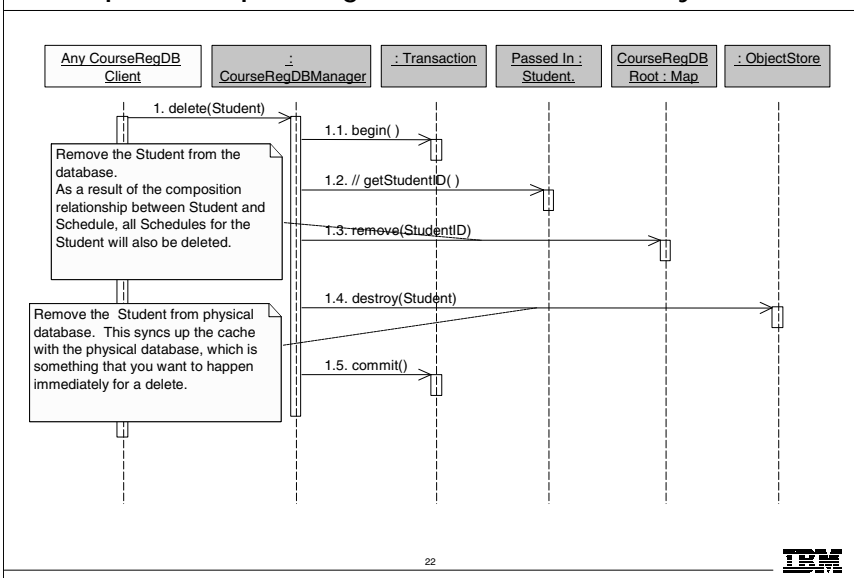 Any CourseRegDB
Client
:
CourseRegDBManager
: Transaction
Passed In :
Student.
CourseRegDB
Root : Map
: ObjectStore
1. delete(Student)
1.1. begin( )
Remove the Student from the
database.
As a result of the composition
relationship between Student and
Schedule, all Schedules for the
Student will also be deleted.
1.2. // getStudentID( )
1.3. remove(StudentID)
1.4. destroy(Student)
Remove the  Student from physical
database.  This syncs up the cache
with the physical database, which is
something that you want to happen
immediately for a delete.
1.5. commit()
22
IBM